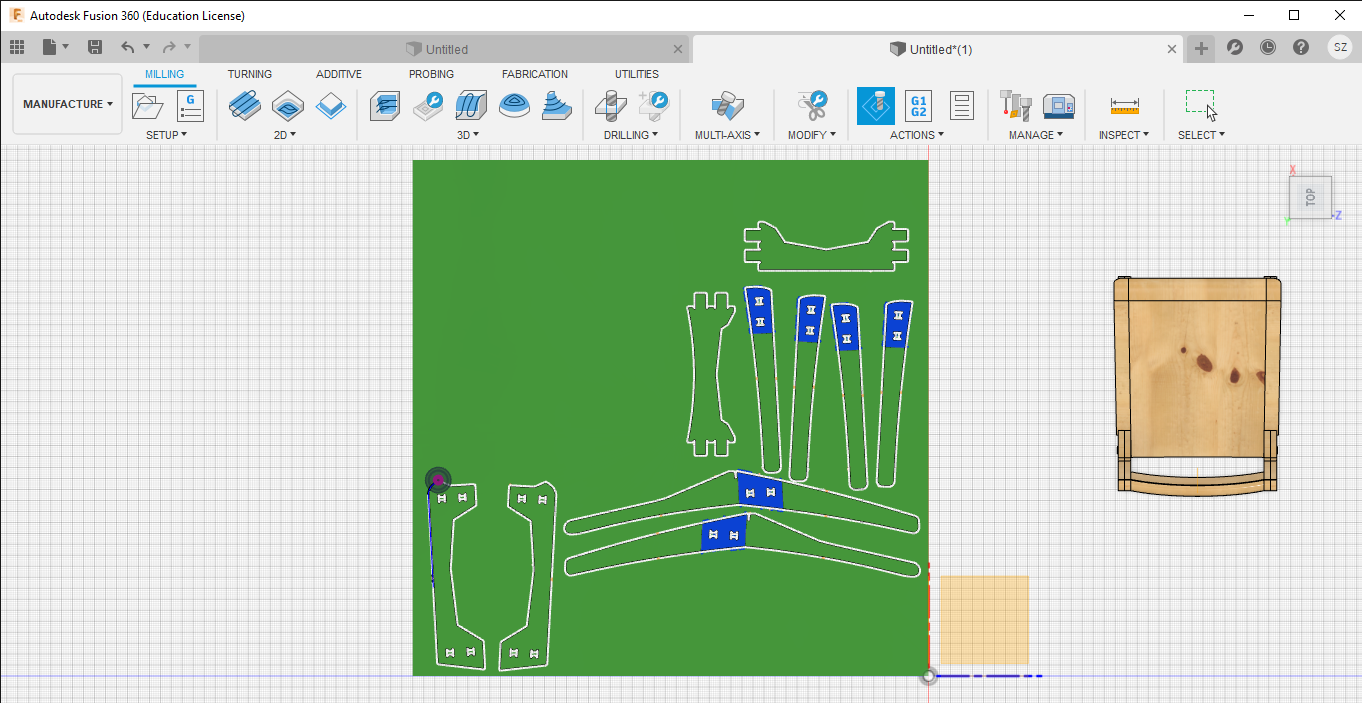 Autodesk Fusion 360 (Education License)
Untitled
Untitled*(1)
SZ
MILLING TURNING ADDITIVE PROBING FABRICATION UTILITIES
MANUFACTURE
G
G1
G2
SETUP 2D 3D DRILLING MULTI-AXIS MODIFY ACTIONS MANAGE INSPECT SELECT
X
TOP
Z
Y